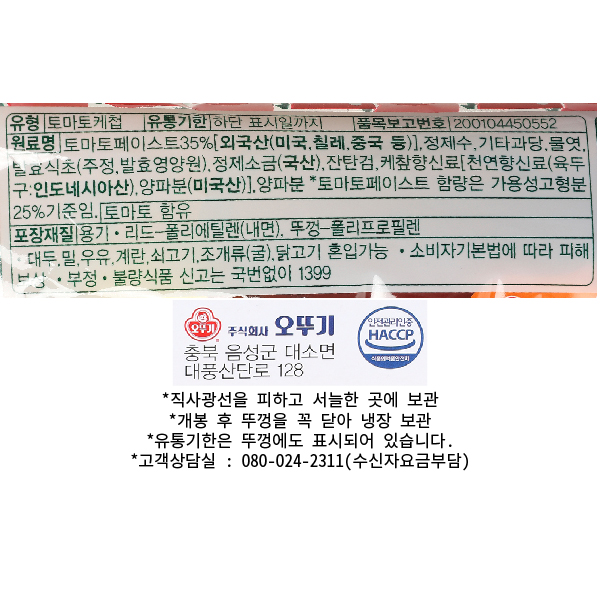 유형 토마토케첩 유통기한 하단 표시일까지 품목보고번호 200104450552
원료명 토마토페이스트35%[외국산(미국,칠레,중국 등)],정제수,기타과당,물엿,
발효식초(주정,발효영양원),정제소금(국산),잔탄검,케찹향신료[천연향신료(육두
구:인도네시아산),양파분(미국산)],양파분 *토마토페이스트 함량은 가용성고형분
25%기준임. 토마토 함유
포장재질 용기·리드-폴리에틸렌(내면), 뚜껑-폴리프로필렌
·대두,밀,우유,계란,쇠고기,조개류(굴),닭고기 혼입가능 ·소비자기본법에 따라 피해
보상 ·부정·불량식품 신고는 국번없이 1399
오뚜기 주식회사 오뚜기
충북 음성군 대소면
대풍산단로 128
안전관리인증
HACCP
식품의약품안전처
*직사광선을 피하고 서늘한 곳에 보관
*개봉 후 뚜껑을 꼭 닫아 냉장 보관
*유통기한은 뚜껑에도 표시되어 있습니다.
*고객상담실 : 080-024-2311(수신자요금부담)